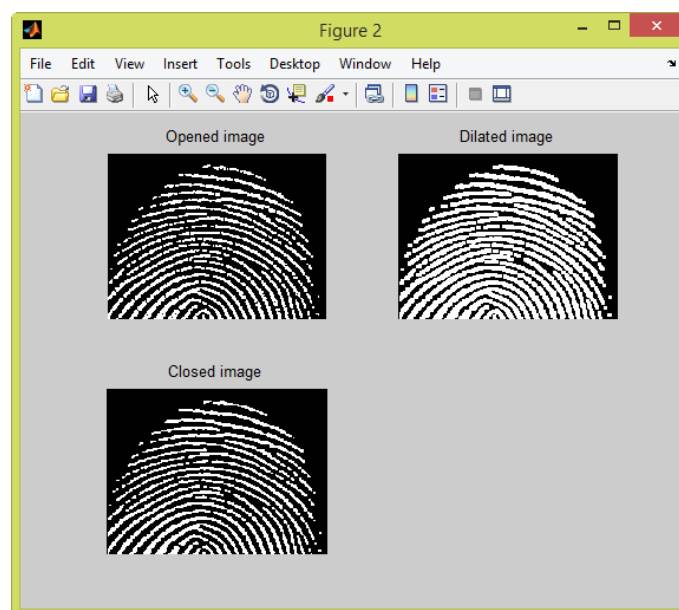 Figure 2
File Edit View Insert Tools Desktop Window Help
Opened image Dilated image
Closed image